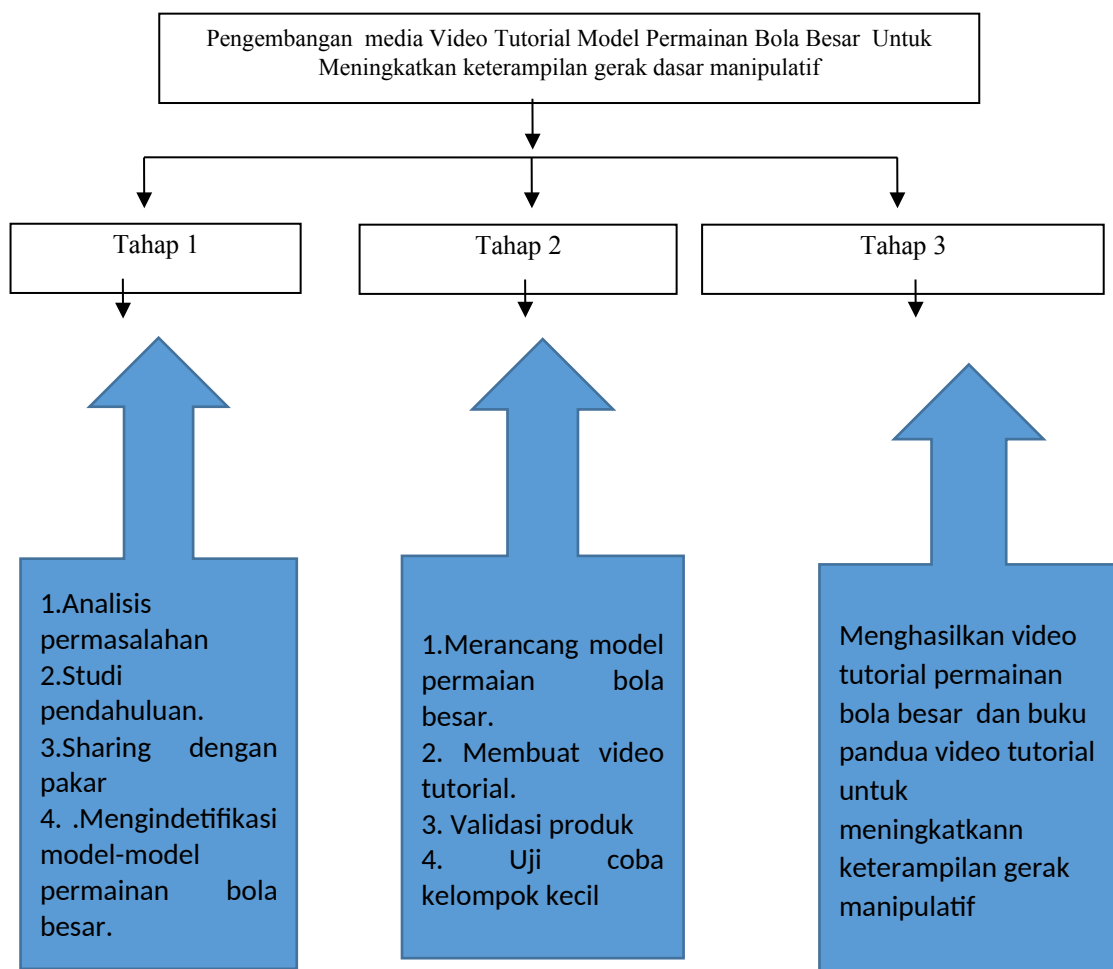 Pengembangan media Video Tutorial Model Permainan Bola Besar Untuk
Meningkatkan keterampilan gerak dasar manipulatif
Tahap 1
Tahap 2
Tahap 3
1.Analisis
permasalahan
2.Studi
pendahuluan.
3.Sharing dengan
pakar
4. .Mengindetifikasi
model-model
permainan bola
besar.
1.Merancang model
permaian bola
besar.
2. Membuat video
tutorial.
3. Validasi produk
4. Uji coba
kelompok kecil
Menghasilkan video
tutorial permainan
bola besar dan buku
pandua video tutorial
untuk
meningkatkann
keterampilan gerak
manipulatif